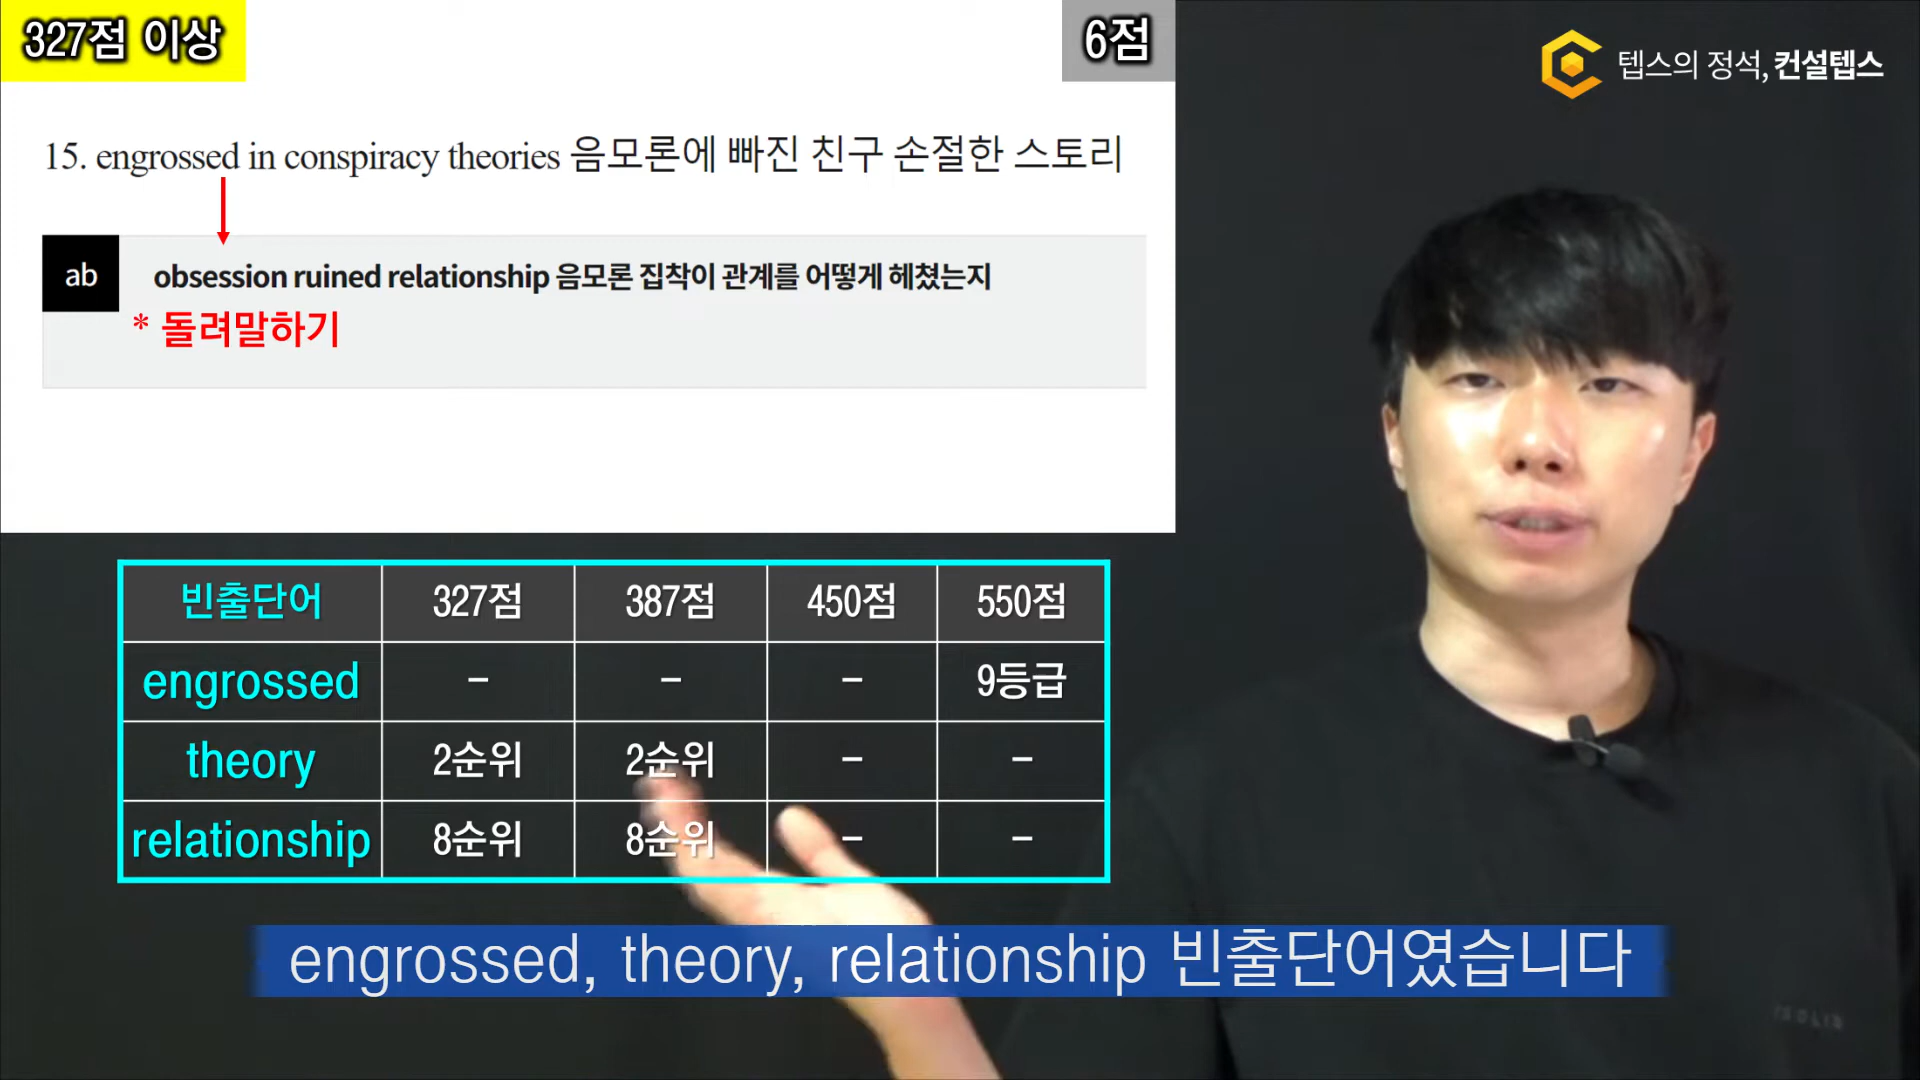 327점 이상
6점
텝스의 정석, 컨설텝스
15. engrossed in conspiracy theories 음모론에 빠진 친구 손절한 스토리
ab
obsession ruined relationship 음모론 집착이 관계를 어떻게 헤쳤는지
* 돌려말하기
빈출단어 327점 387점 450점 550점
engrossed - - - 9등급
theory 2순위 2순위 - -
relationship 8순위 8순위 - -
engrossed, theory, relationship 빈출단어였습니다